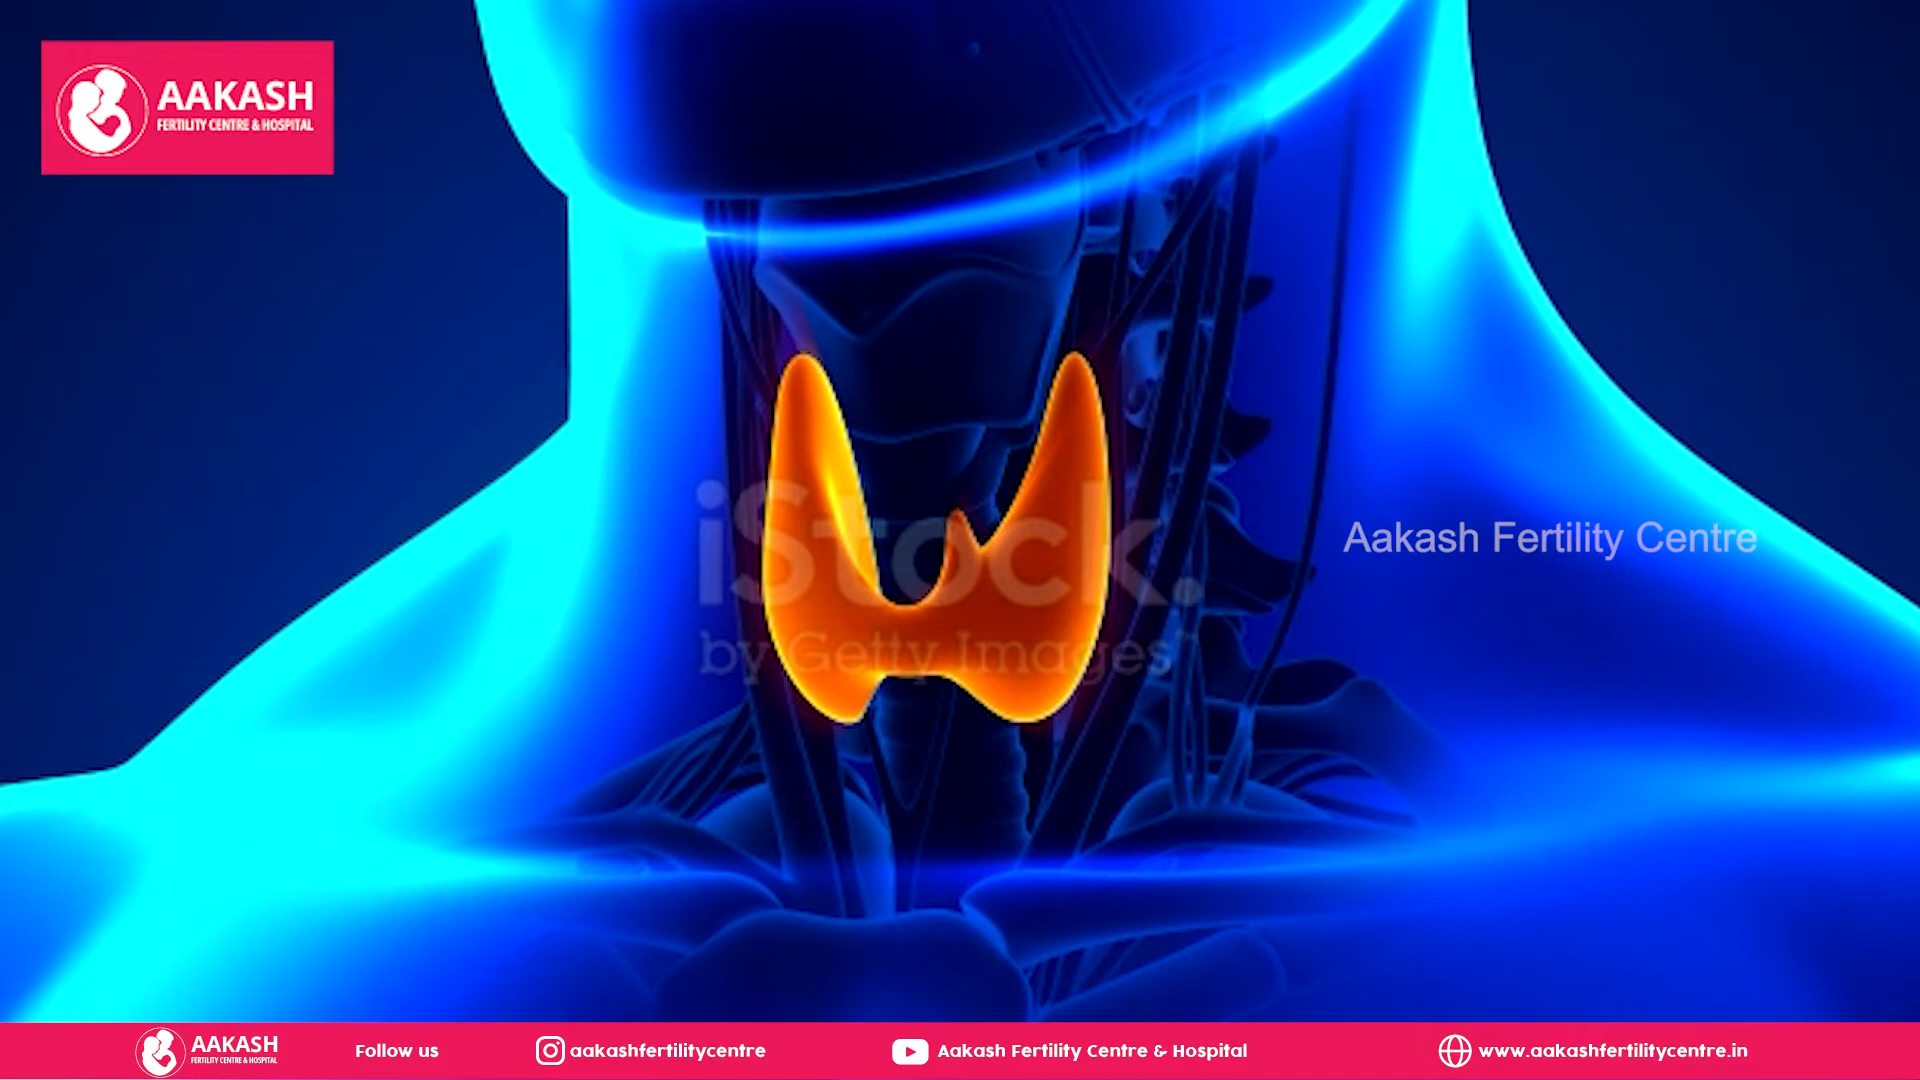 AAKASH
FERTILITY CENTRE & HOSPITAL
iStock.
by Getty Images
Aakash Fertility Centre
AAKASH
FERTILITY CENTRE & HOSPITAL
Follow us
aakashfertilitycentre
Aakash Fertility Centre & Hospital
www.aakashfertilitycentre.in